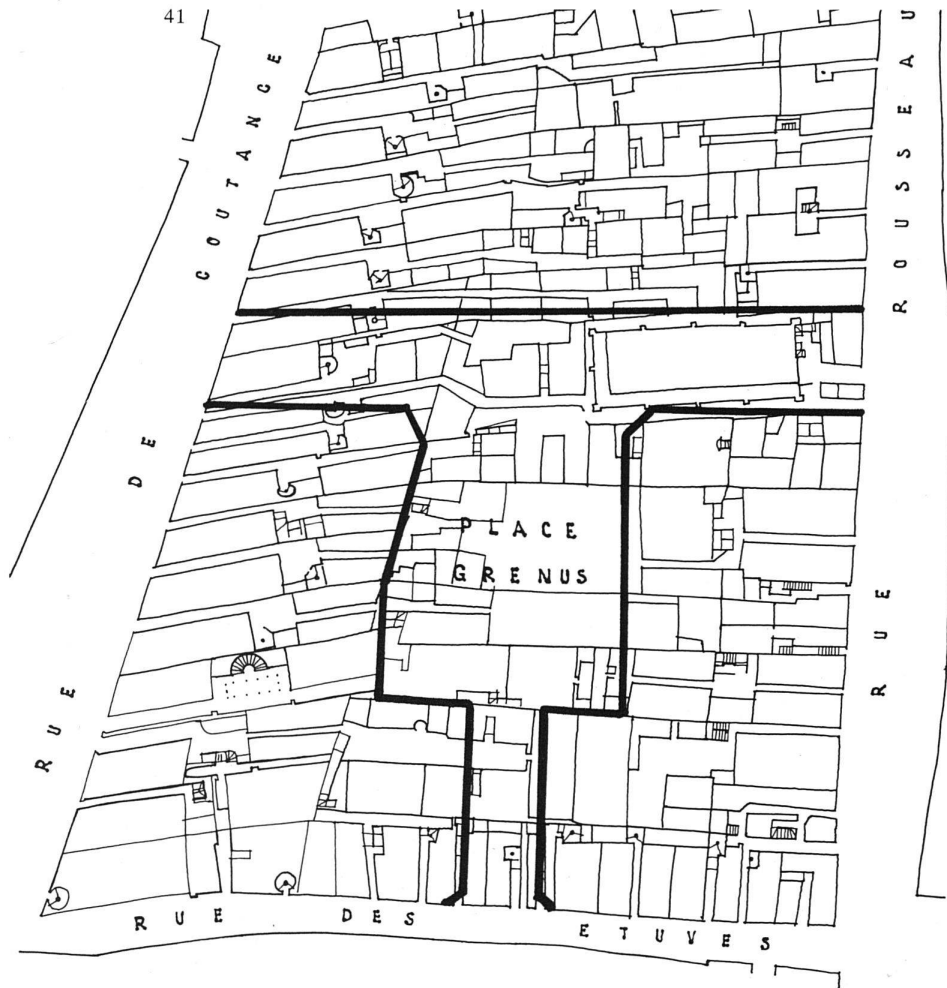 41
RUE DE COUTANCE
RUE ROUSSEAU
PLACE
GRENUS
RUE DES ETUVES